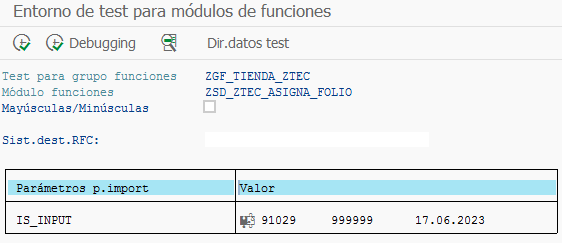 Entorno de test para módulos de funciones
Debugging Dir.datos test
Test para grupo funciones ZGF_TIENDA_ZTEC
Módulo funciones ZSD_ZTEC_ASIGNA_FOLIO
Mayúsculas/Minúsculas
Sist.dest.RFC:
Parámetros p.import Valor
IS_INPUT 91029 999999 17.06.2023